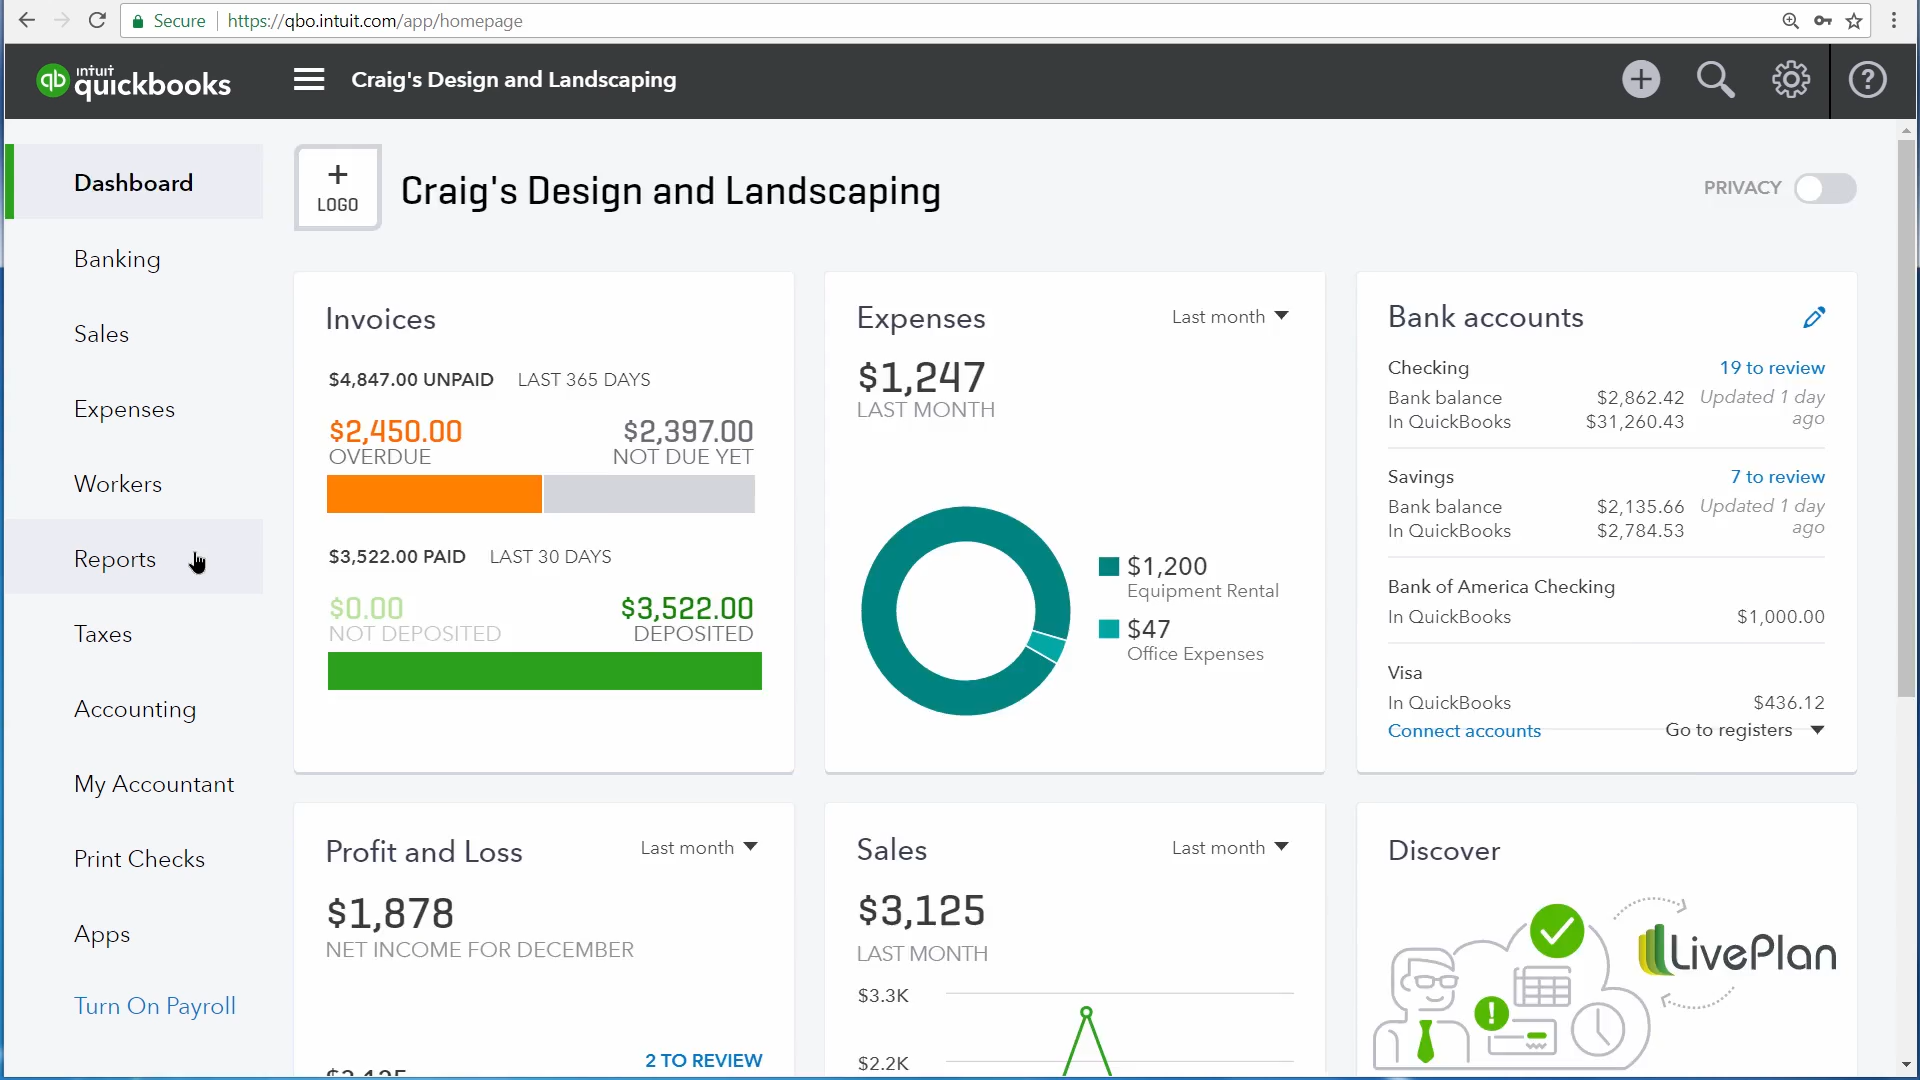 Secure https://qbo.intuit.com/app/homepage
qb intuit quickbooks
Craig's Design and Landscaping
?
Dashboard
Banking
Sales
Expenses
Workers
Reports
Taxes
Accounting
My Accountant
Print Checks
Apps
Turn On Payroll
+
LOGO
Craig's Design and Landscaping
PRIVACY
Invoices
$4,847.00 UNPAID LAST 365 DAYS
$2,450.00 $2,397.00
OVERDUE NOT DUE YET
$3,522.00 PAID LAST 30 DAYS
$0.00 $3,522.00
NOT DEPOSITED DEPOSITED
Expenses Last month
$1,247
LAST MONTH
$1,200
Equipment Rental
$47
Office Expenses
Bank accounts
Checking 19 to review
Bank balance $2,862.42 Updated 1 day
In QuickBooks $31,260.43 ago
Savings 7 to review
Bank balance $2,135.66 Updated 1 day
In QuickBooks $2,784.53 ago
Bank of America Checking
In QuickBooks $1,000.00
Visa
In QuickBooks $436.12
Connect accounts Go to registers
Profit and Loss Last month
$1,878
NET INCOME FOR DECEMBER
2 TO REVIEW
Sales Last month
$3,125
LAST MONTH
$3.3K
$2.2K
Discover
LivePlan